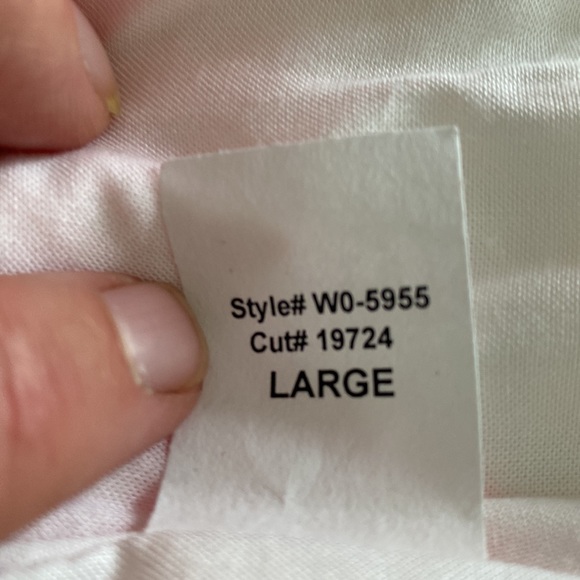 Style# W0-5955
Cut# 19724
LARGE